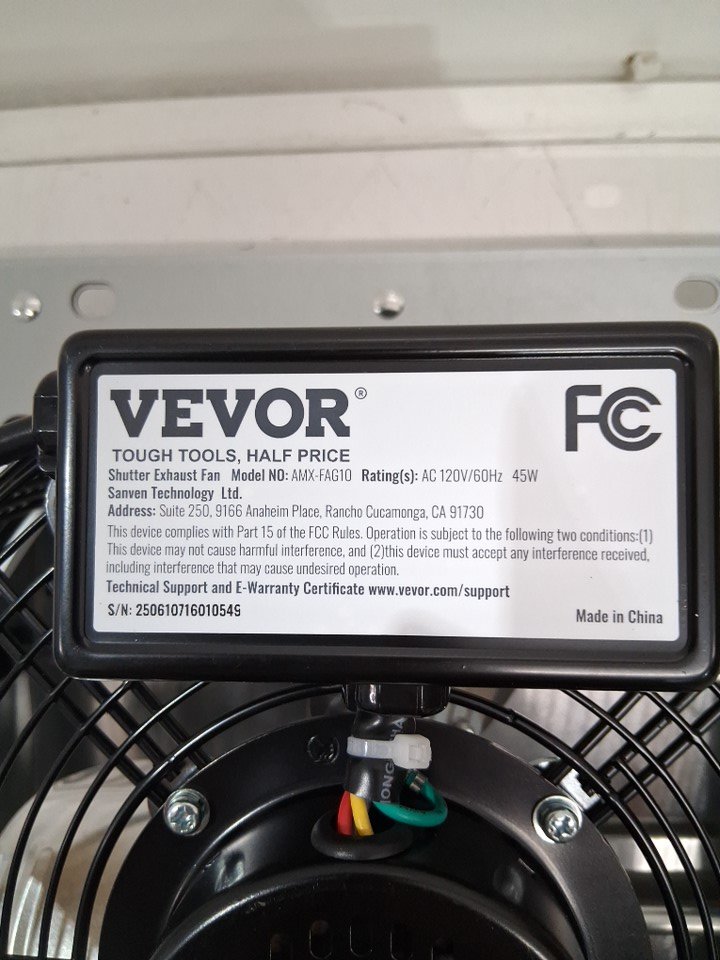 VEVOR®
FC
TOUGH TOOLS, HALF PRICE
Shutter Exhaust Fan Model NO: AMX-FAG10 Rating(s): AC 120V/60Hz 45W
Sanven Technology Ltd.
Address: Suite 250, 9166 Anaheim Place, Rancho Cucamonga, CA 91730
This device complies with Part 15 of the FCC Rules. Operation is subject to the following two conditions:(1)
This device may not cause harmful interference, and (2)this device must accept any interference received,
including interference that may cause undesired operation.
Technical Support and E-Warranty Certificate www.vevor.com/support
S/N: 250610716010549
Made in China